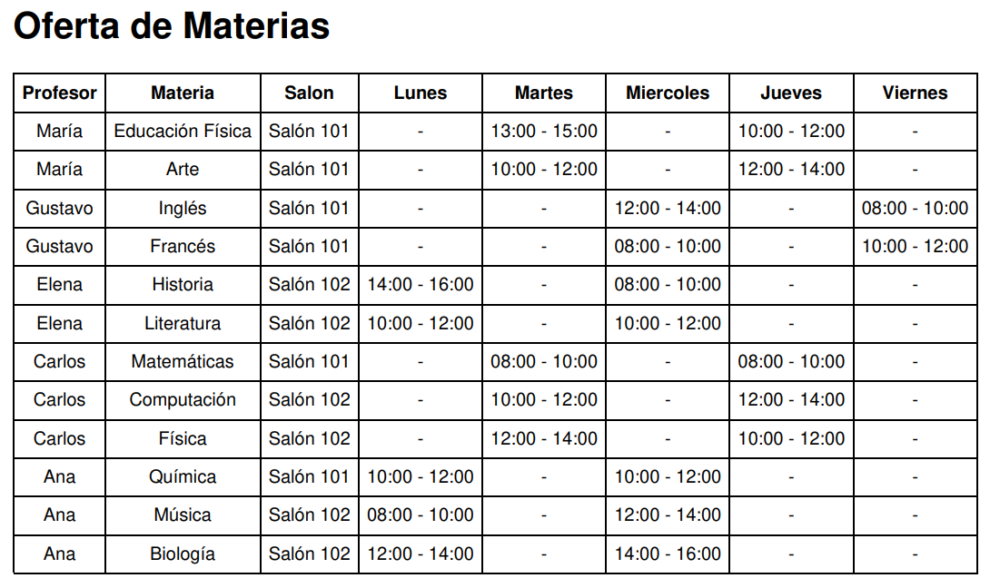 Oferta de Materias
Profesor Materia Salon Lunes Martes Miercoles Jueves Viernes
María Educación Física Salón 101 - 13:00 - 15:00 - 10:00 - 12:00 -
María Arte Salón 101 - 10:00 - 12:00 - 12:00 - 14:00 -
Gustavo Inglés Salón 101 - - 12:00 - 14:00 - 08:00 - 10:00
Gustavo Francés Salón 101 - - 08:00 - 10:00 - 10:00 - 12:00
Elena Historia Salón 102 14:00 - 16:00 - 08:00 - 10:00 - -
Elena Literatura Salón 102 10:00 - 12:00 - 10:00 - 12:00 - -
Carlos Matemáticas Salón 101 - 08:00 - 10:00 - 08:00 - 10:00 -
Carlos Computación Salón 102 - 10:00 - 12:00 - 12:00 - 14:00 -
Carlos Física Salón 102 - 12:00 - 14:00 - 10:00 - 12:00 -
Ana Química Salón 101 10:00 - 12:00 - 10:00 - 12:00 - -
Ana Música Salón 102 08:00 - 10:00 - 12:00 - 14:00 - -
Ana Biología Salón 102 12:00 - 14:00 - 14:00 - 16:00 - -